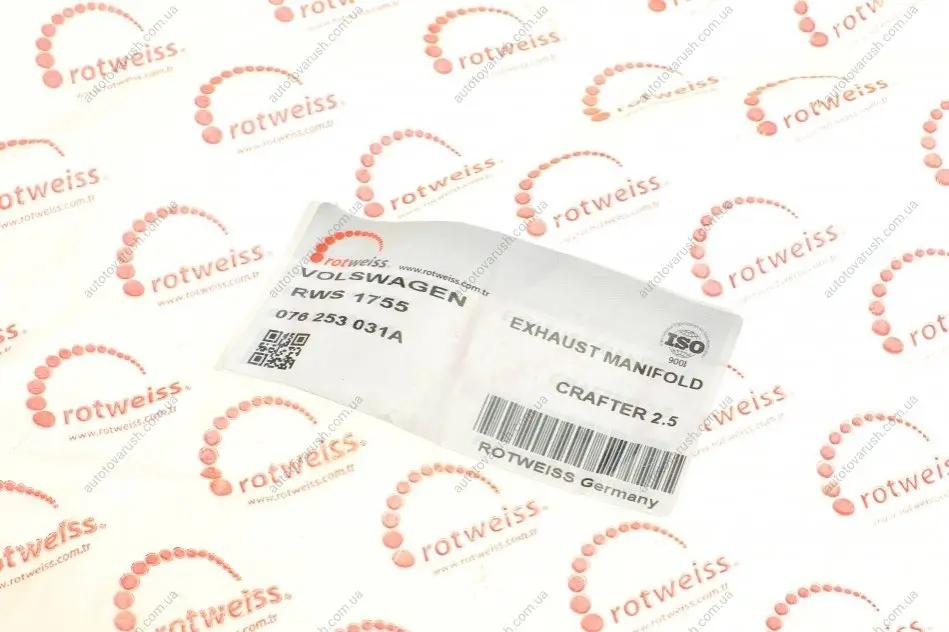 rotweiss.
www.rotweiss.com.tr
VOLSWAGEN
RWS 1755
076 253 031A
EXHAUST MANIFOLD
CRAFTER 2.5
ISO
9001
ROTWEISS Germany
rotweiss
www.rotweiss.com.tr
autotovarush.com.ua